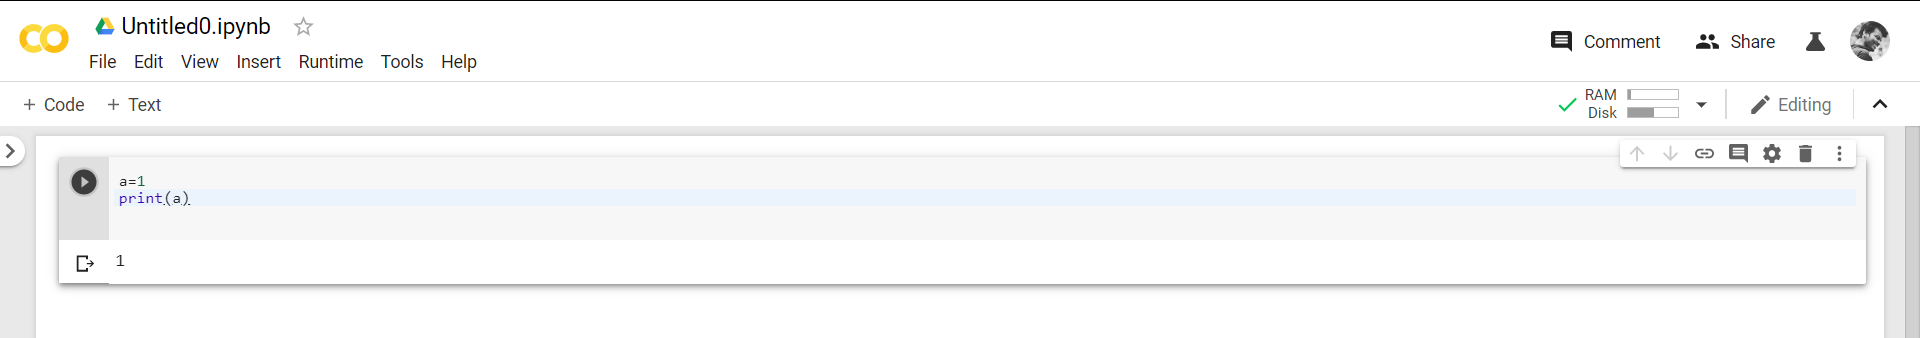 Untitled0.ipynb
File Edit View Insert Runtime Tools Help
Comment Share
+ Code + Text
RAM
Disk
Editing
a=1
print(a)
1